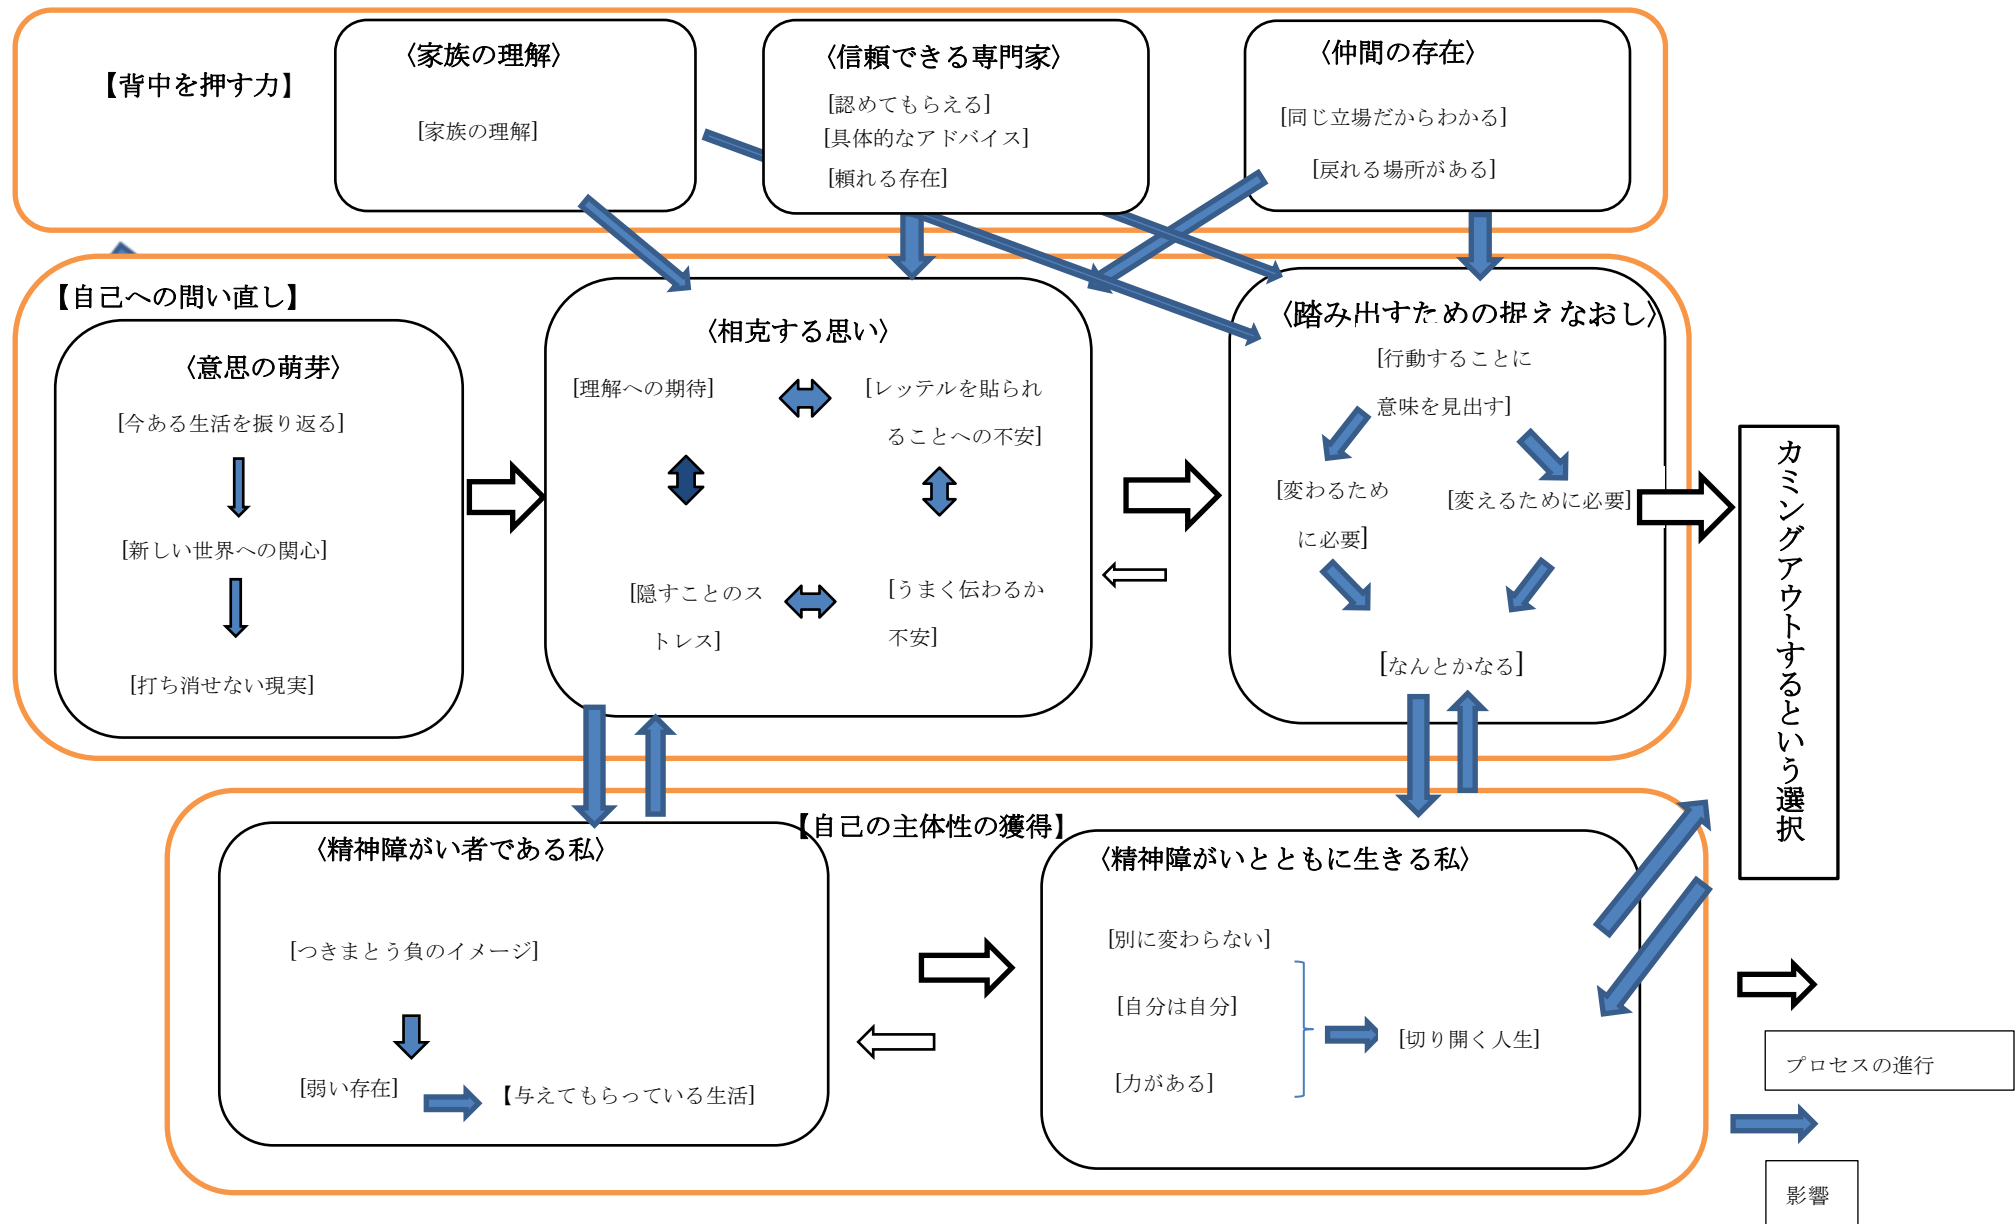 【背中を押す力】
〈家族の理解〉
[家族の理解]
〈信頼できる専門家〉
[認めてもらえる]
[具体的なアドバイス]
[頼れる存在]
〈仲間の存在〉
[同じ立場だからわかる]
[戻れる場所がある]
【自己への問い直し】
〈意思の萌芽〉
[今ある生活を振り返る]
[新しい世界への関心]
[打ち消せない現実]
〈相克する思い〉
[理解への期待]
[レッテルを貼られ
ることへの不安]
[隠すことのス
トレス]
[うまく伝わるか
不安]
〈踏み出すための捉えなおし〉
[行動することに
意味を見出す]
[変わるため
に必要]
[変えるために必要]
[なんとかなる]
カミングアウトするという選択
【自己の主体性の獲得】
〈精神障がい者である私〉
[つきまとう負のイメージ]
[弱い存在]
【与えてもらっている生活]
〈精神障がいとともに生きる私〉
[別に変わらない]
[自分は自分]
[力がある]
[切り開く人生]
プロセスの進行
影響